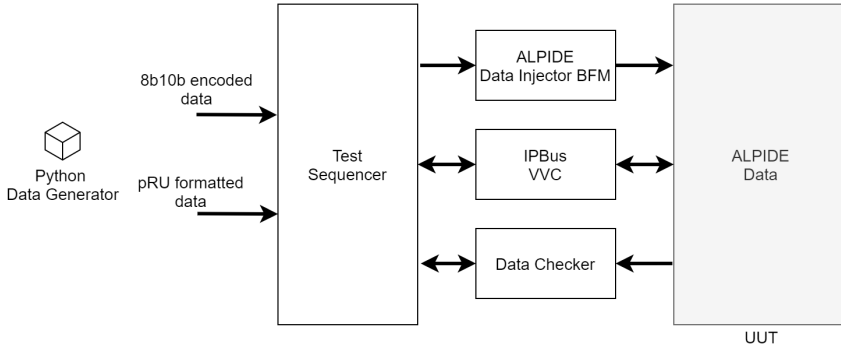 8b10b encoded
data
Python
Data Generator
pRU formatted
data
Test
Sequencer
ALPIDE
Data Injector BFM
IPBus
VVC
Data Checker
ALPIDE
Data
UUT